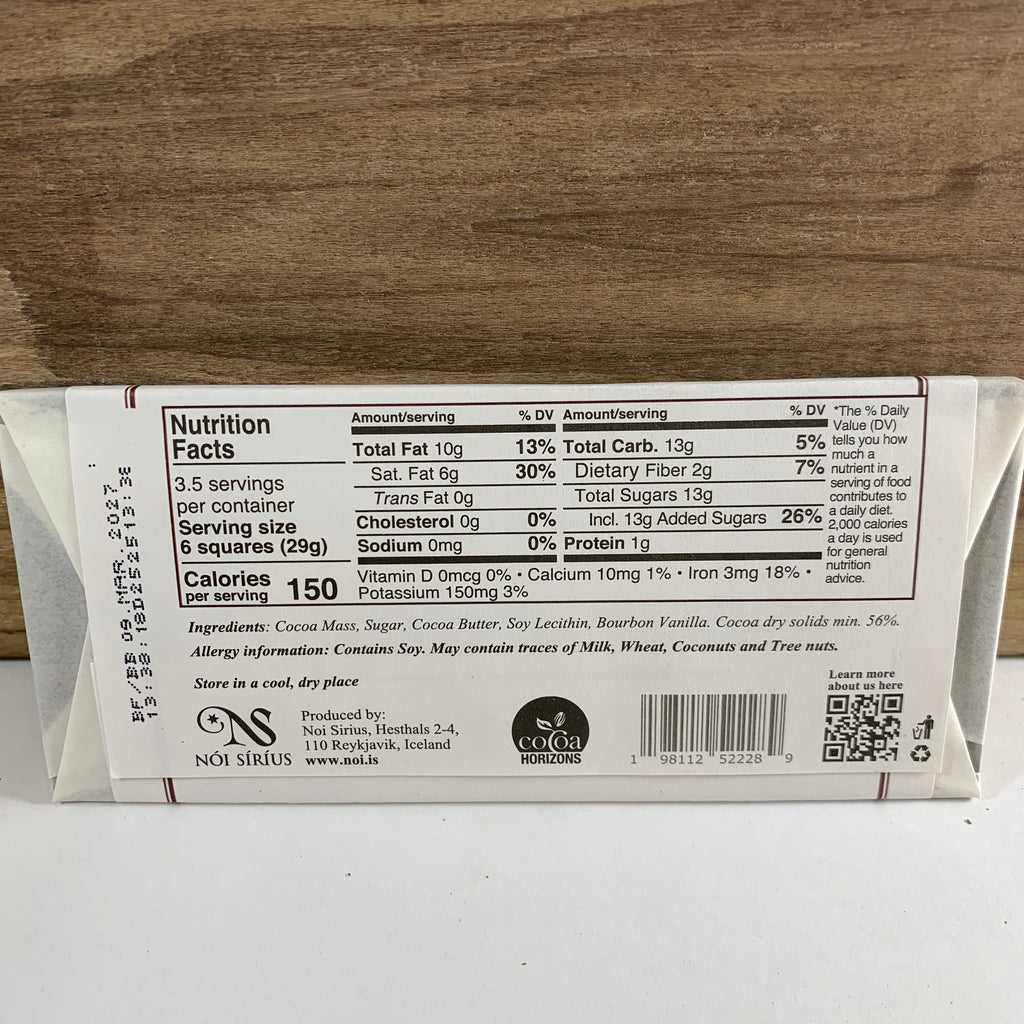 BF/BB 09.MAR.2027
13:38:18D252513:38
Nutrition
Facts
3.5 servings
per container
Serving size
6 squares (29g)
Calories
per serving 150
Amount/serving % DV
Total Fat 10g 13%
Sat. Fat 6g 30%
Trans Fat 0g
Cholesterol 0g 0%
Sodium 0mg 0%
Amount/serving % DV
Total Carb. 13g 5%
Dietary Fiber 2g 7%
Total Sugars 13g
Incl. 13g Added Sugars 26%
Protein 1g
Vitamin D 0mcg 0% • Calcium 10mg 1% • Iron 3mg 18% •
Potassium 150mg 3%
*The % Daily
Value (DV)
tells you how
much a
nutrient in a
serving of food
contributes to
a daily diet.
2,000 calories
a day is used
for general
nutrition
advice.
Ingredients: Cocoa Mass, Sugar, Cocoa Butter, Soy Lecithin, Bourbon Vanilla. Cocoa dry solids min. 56%.
Allergy information: Contains Soy. May contain traces of Milk, Wheat, Coconuts and Tree nuts.
Store in a cool, dry place
NS
NÓI SÍRÍUS
Produced by:
Noi Sirius, Hesthals 2-4,
110 Reykjavik, Iceland
www.noi.is
cocoa
HORIZONS
1 98112 52228 9
Learn more
about us here